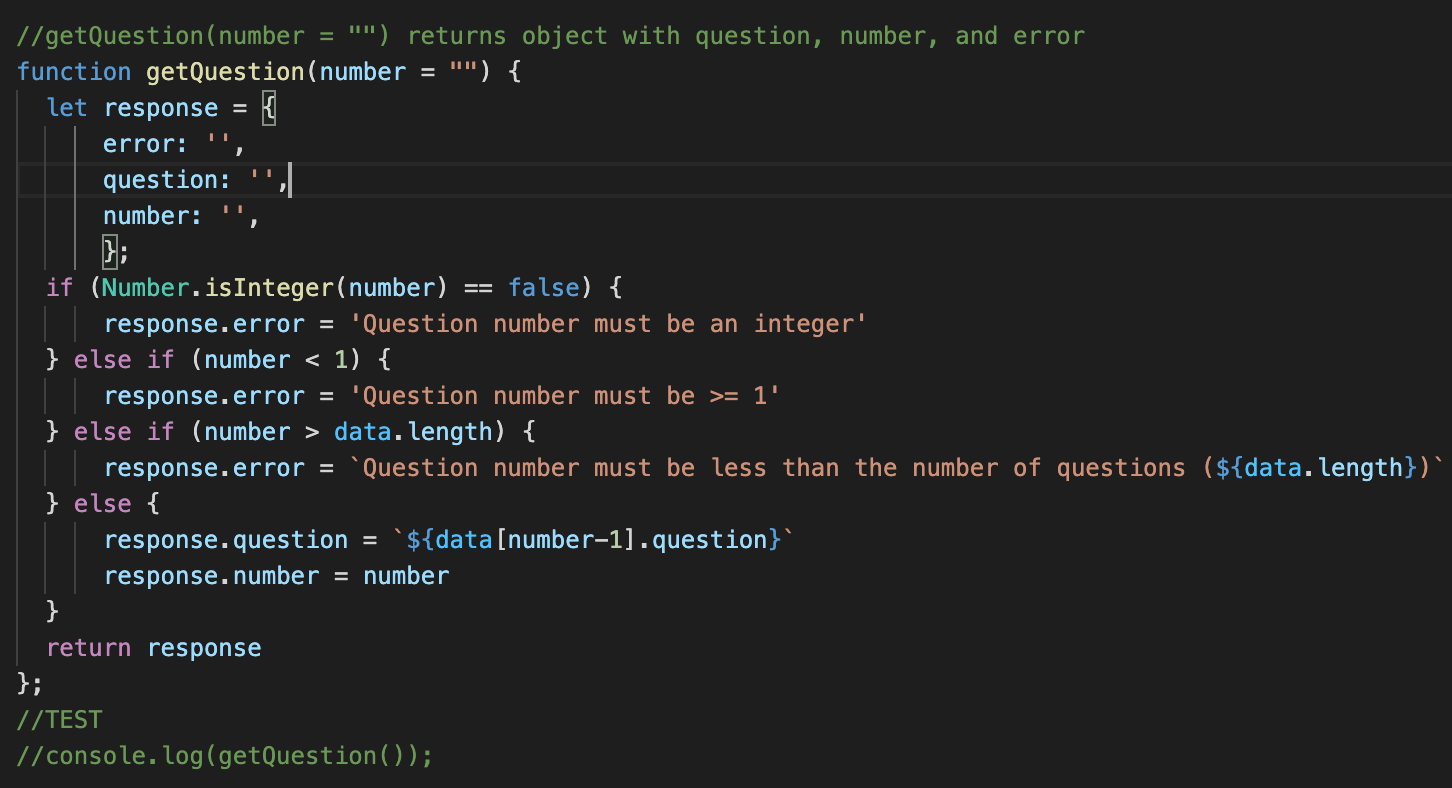 //getQuestion(number = "") returns object with question, number, and error
function getQuestion(number = "") {
  let response = {
      error: '',
      question: '',
      number: '',
      };
  if (Number.isInteger(number) == false) {
      response.error = 'Question number must be an integer'
  } else if (number < 1) {
      response.error = 'Question number must be >= 1'
  } else if (number > data.length) {
      response.error = `Question number must be less than the number of questions (${data.length})`
  } else {
      response.question = `${data[number-1].question}`
      response.number = number
  }
  return response
};
//TEST
//console.log(getQuestion());